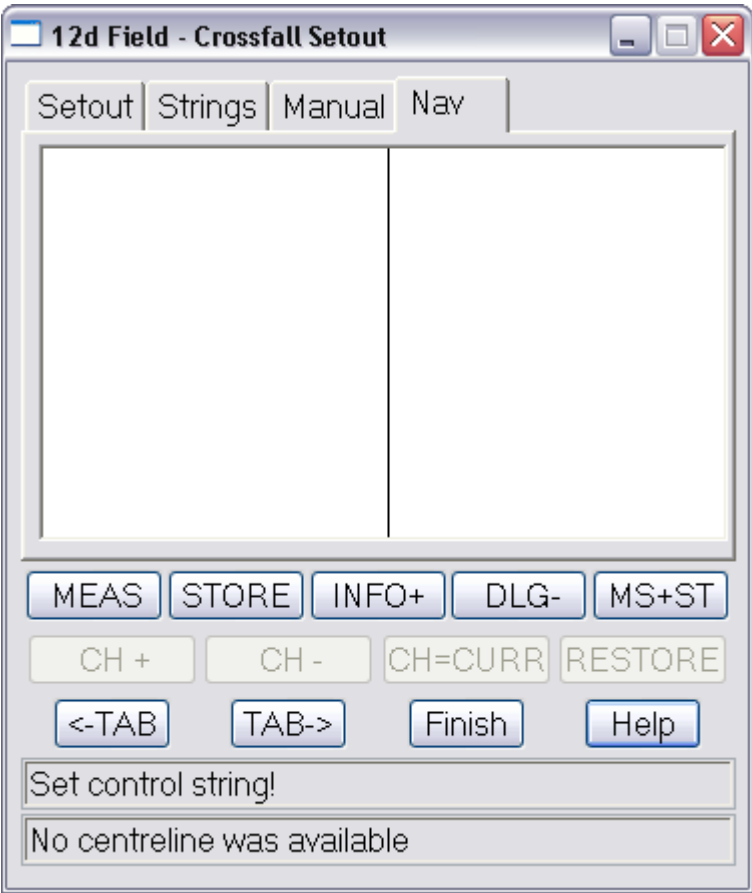 12d Field - Crossfall Setout
Setout Strings Manual Nav
MEAS STORE INFO+ DLG- MS+ST
CH + CH - CH=CURR RESTORE
<-TAB TAB-> Finish Help
Set control string!
No centreline was available